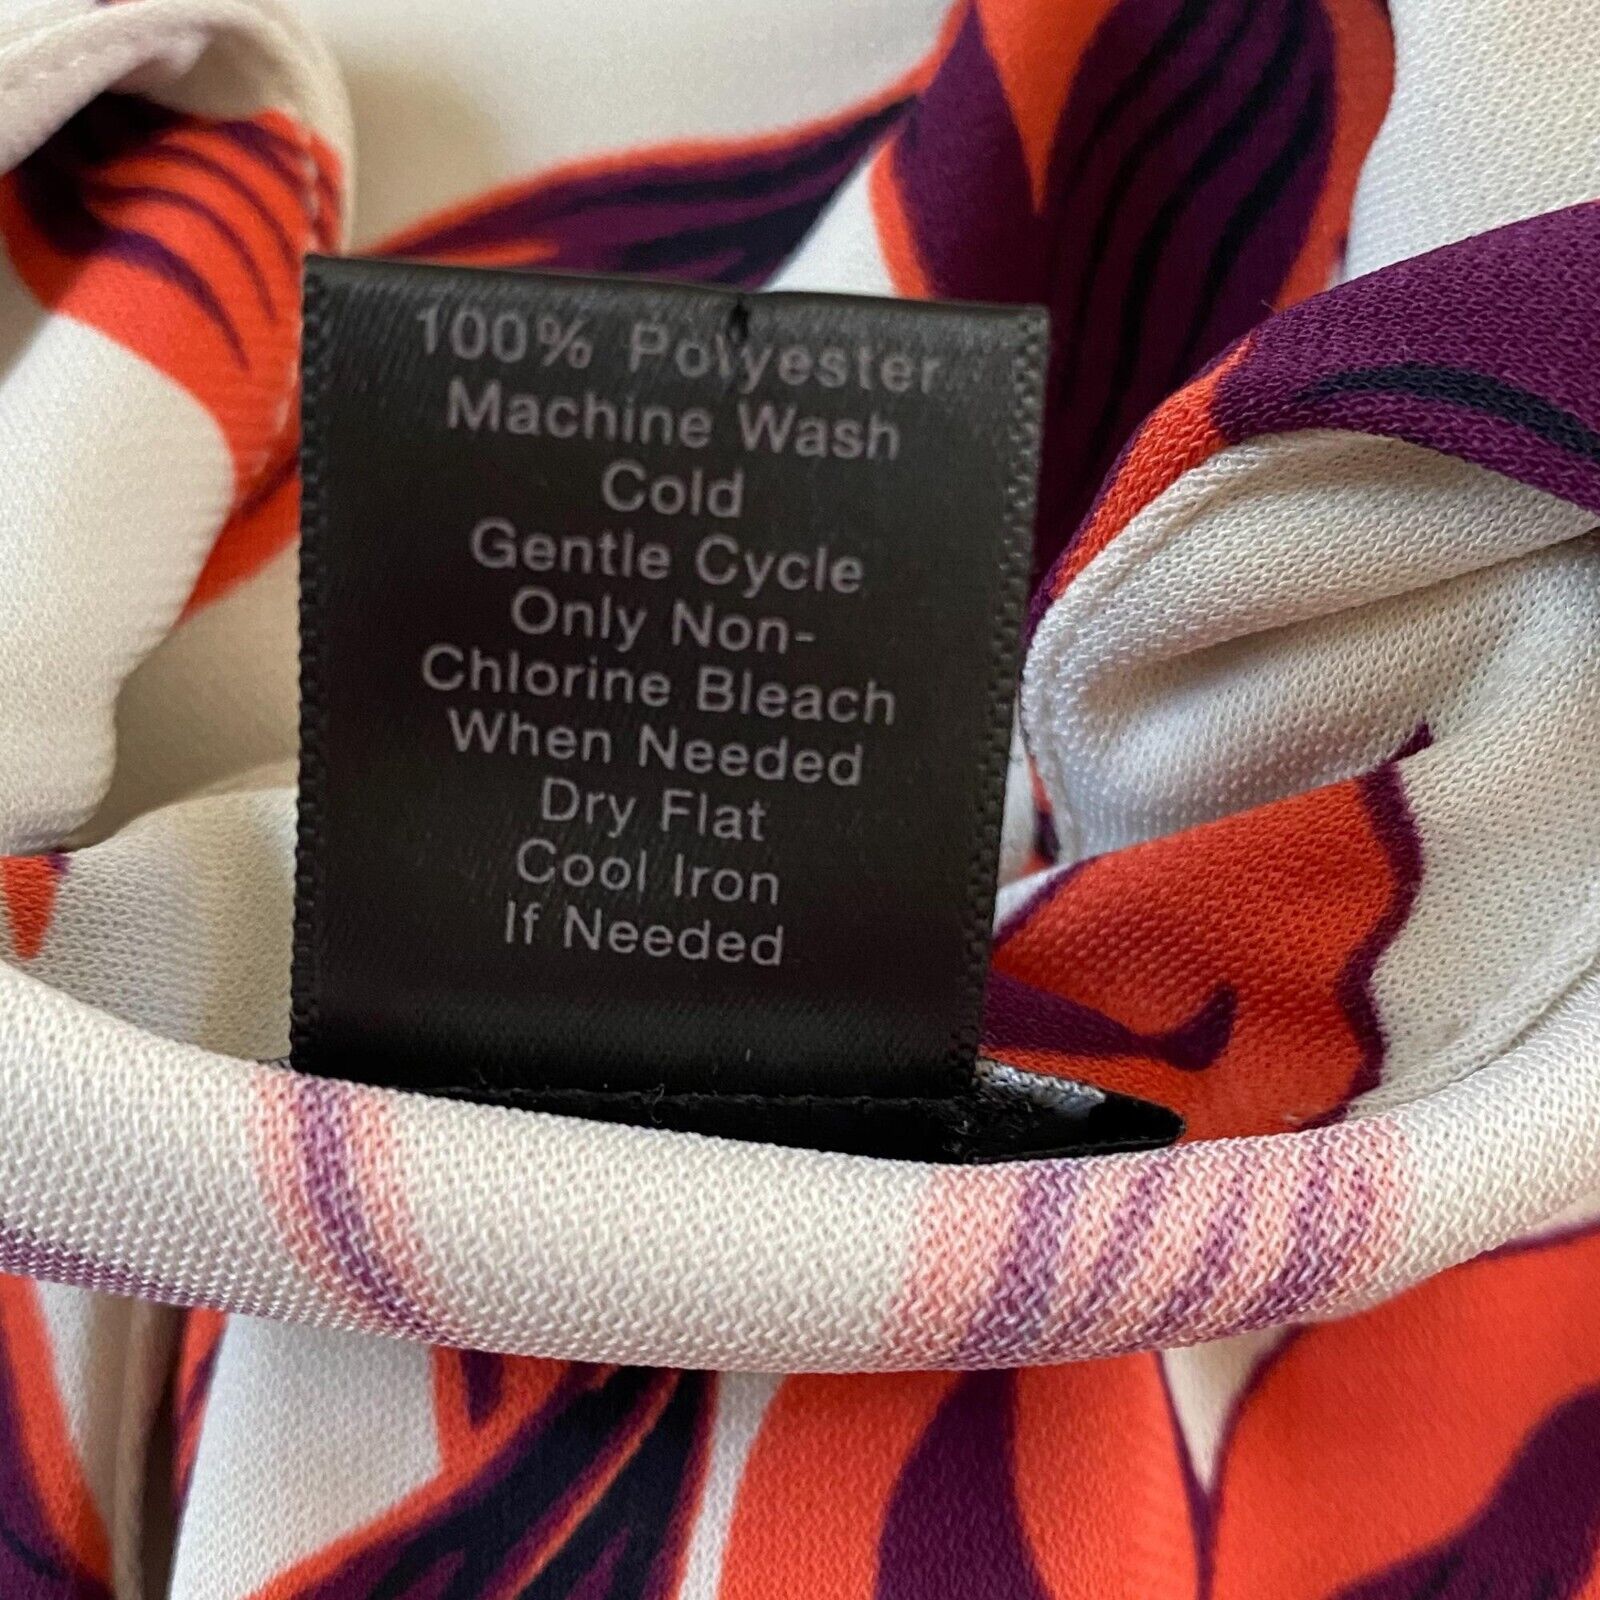 100% Polyester
Machine Wash
Cold
Gentle Cycle
Only Non-
Chlorine Bleach
When Needed
Dry Flat
Cool Iron
If Needed